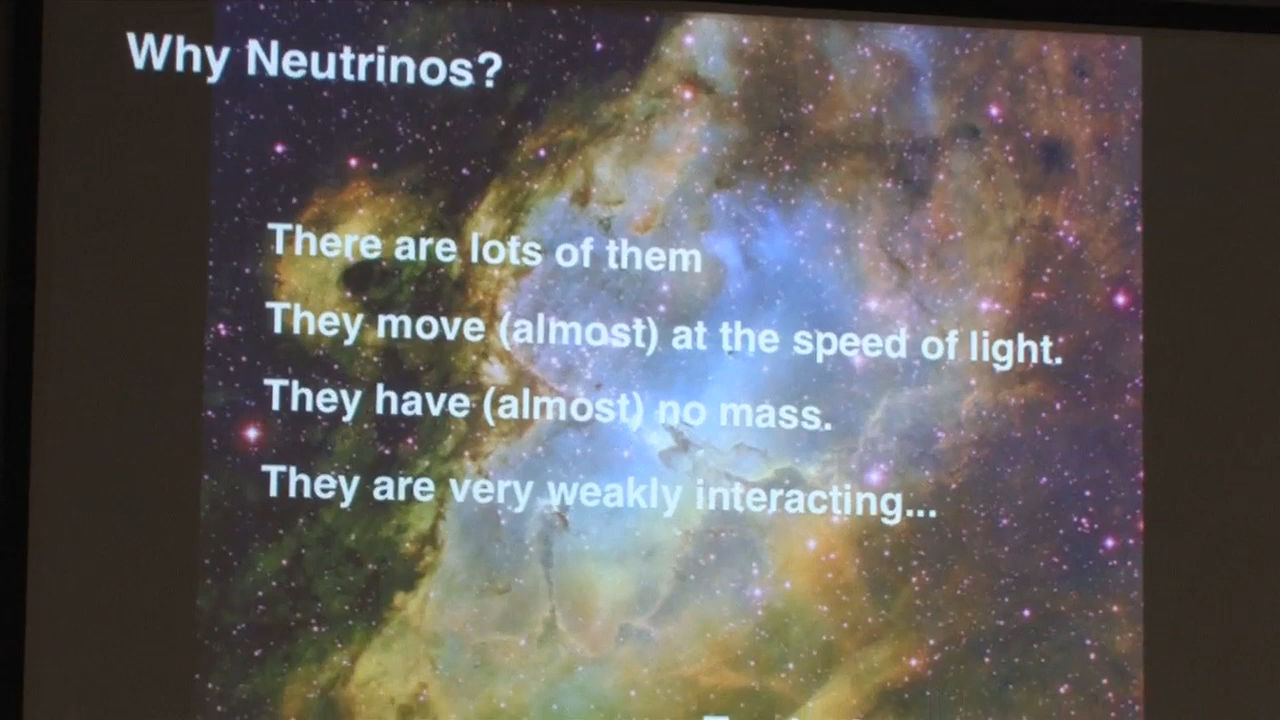 Why Neutrinos?
There are lots of them
They move (almost) at the speed of light.
They have (almost) no mass.
They are very weakly interacting...